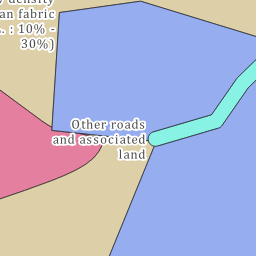 density
an fabric
. : 10% -
30%)
Other roads
and associated
land